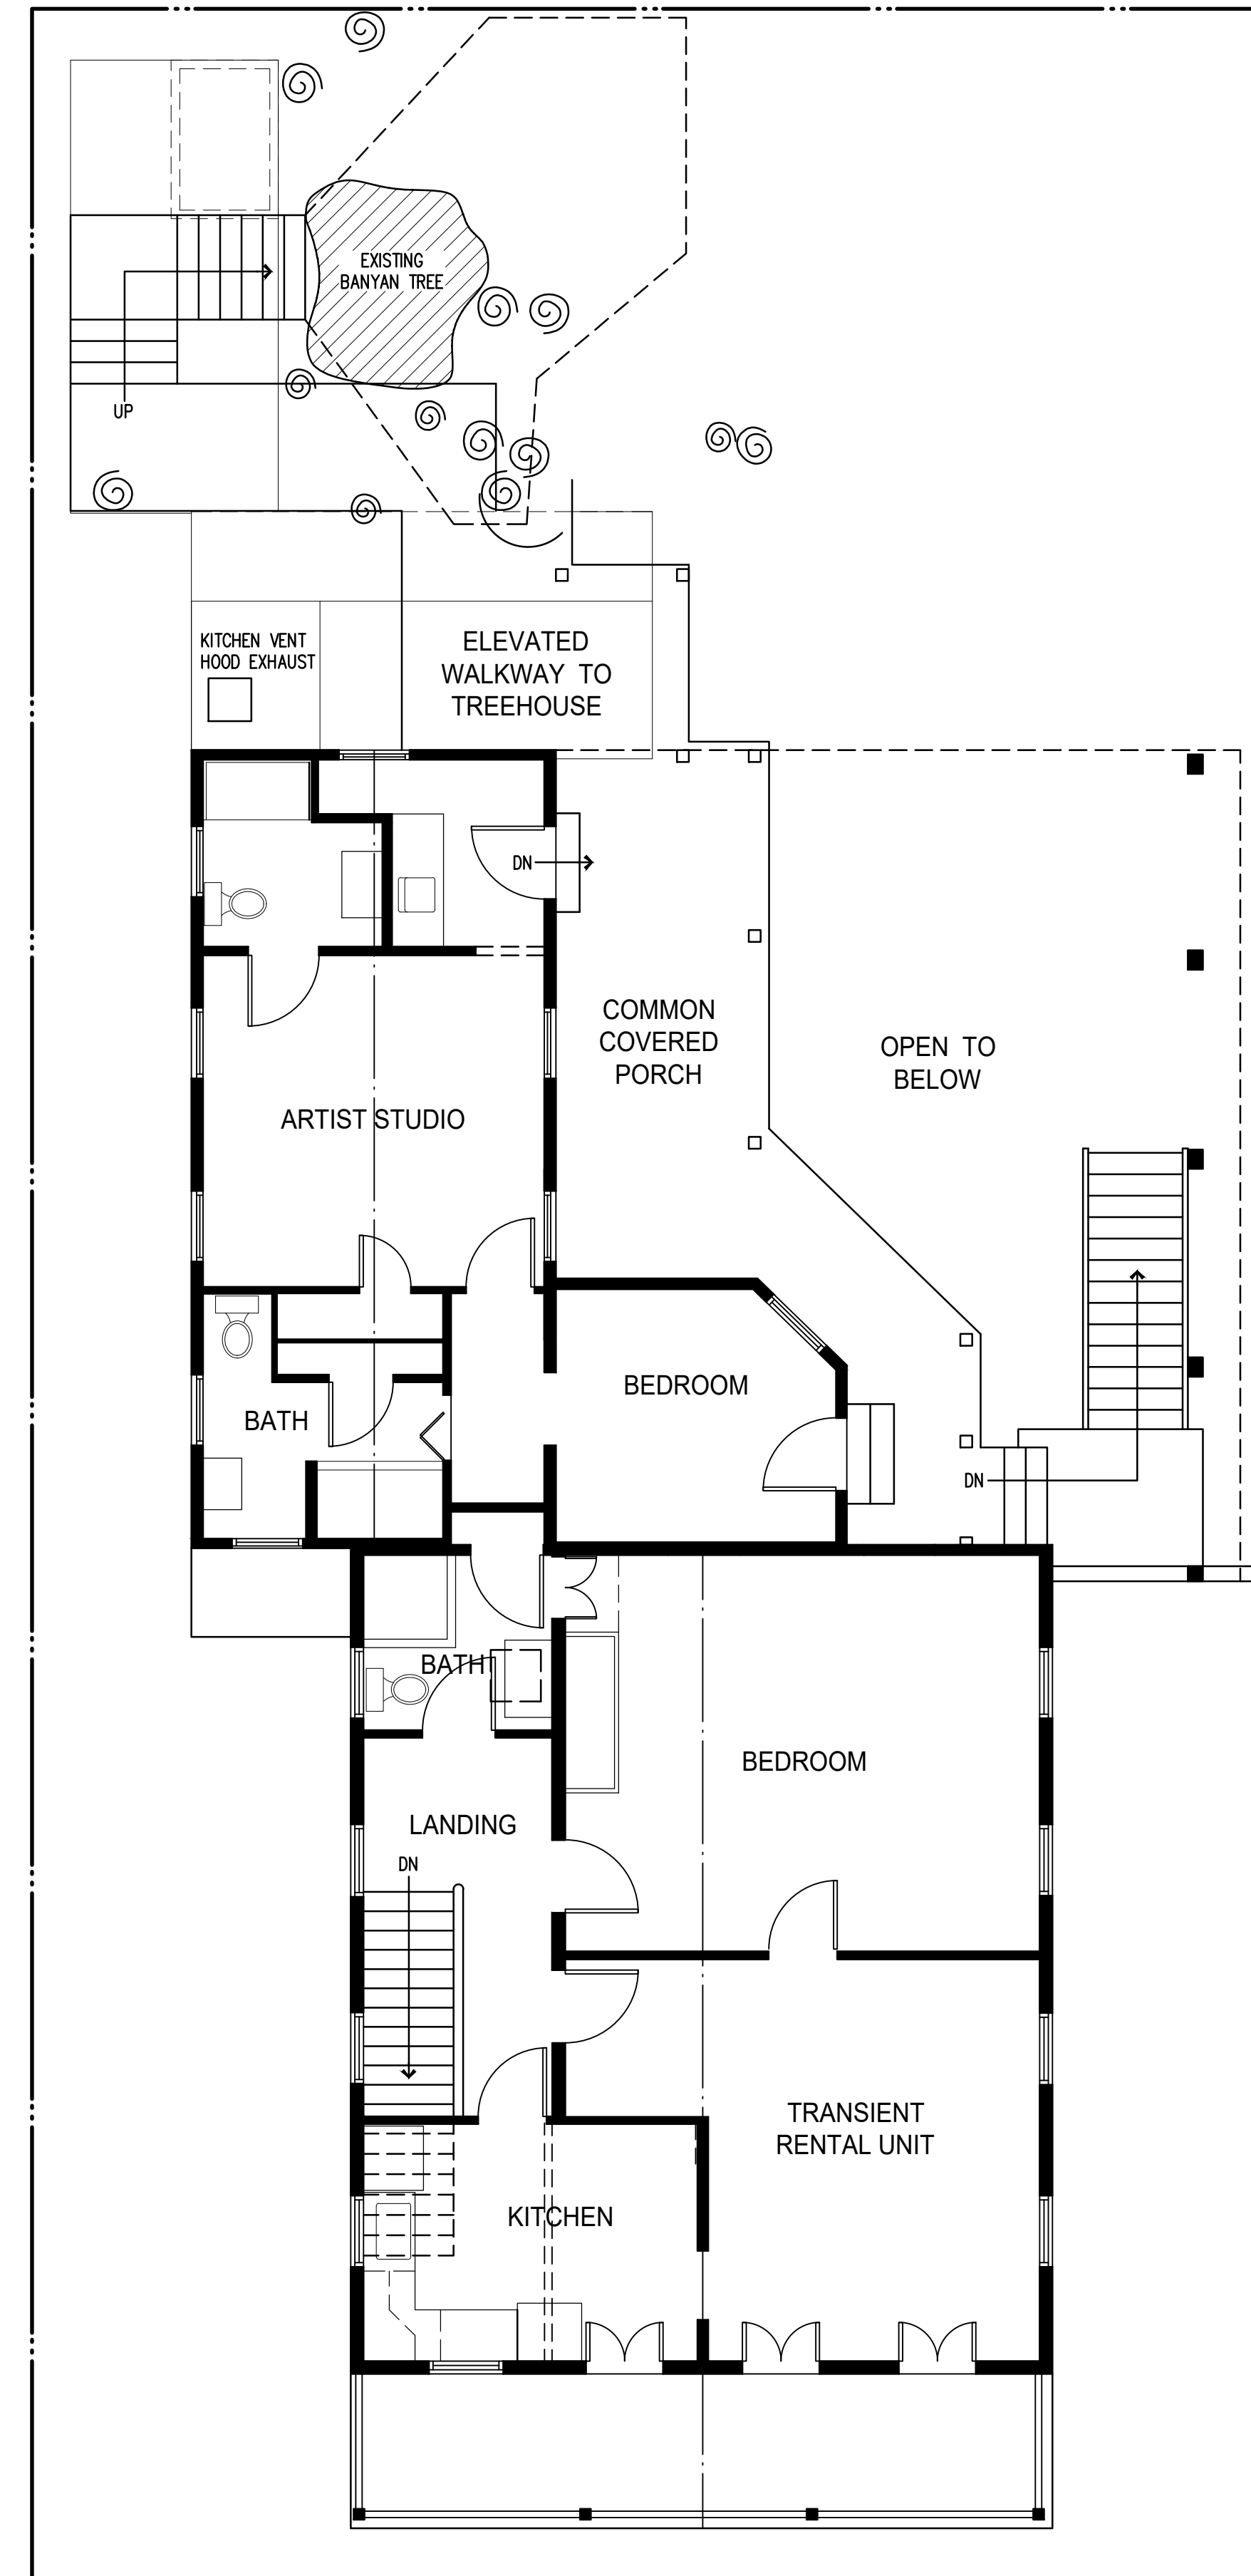 EXISTING
BANYAN TREE
UP
KITCHEN VENT
HOOD EXHAUST
ELEVATED
WALKWAY TO
TREEHOUSE
DN
COMMON
COVERED
PORCH
OPEN TO
BELOW
ARTIST STUDIO
BEDROOM
BATH
DN
BATH
BEDROOM
LANDING
DN
TRANSIENT
RENTAL UNIT
KITCHEN